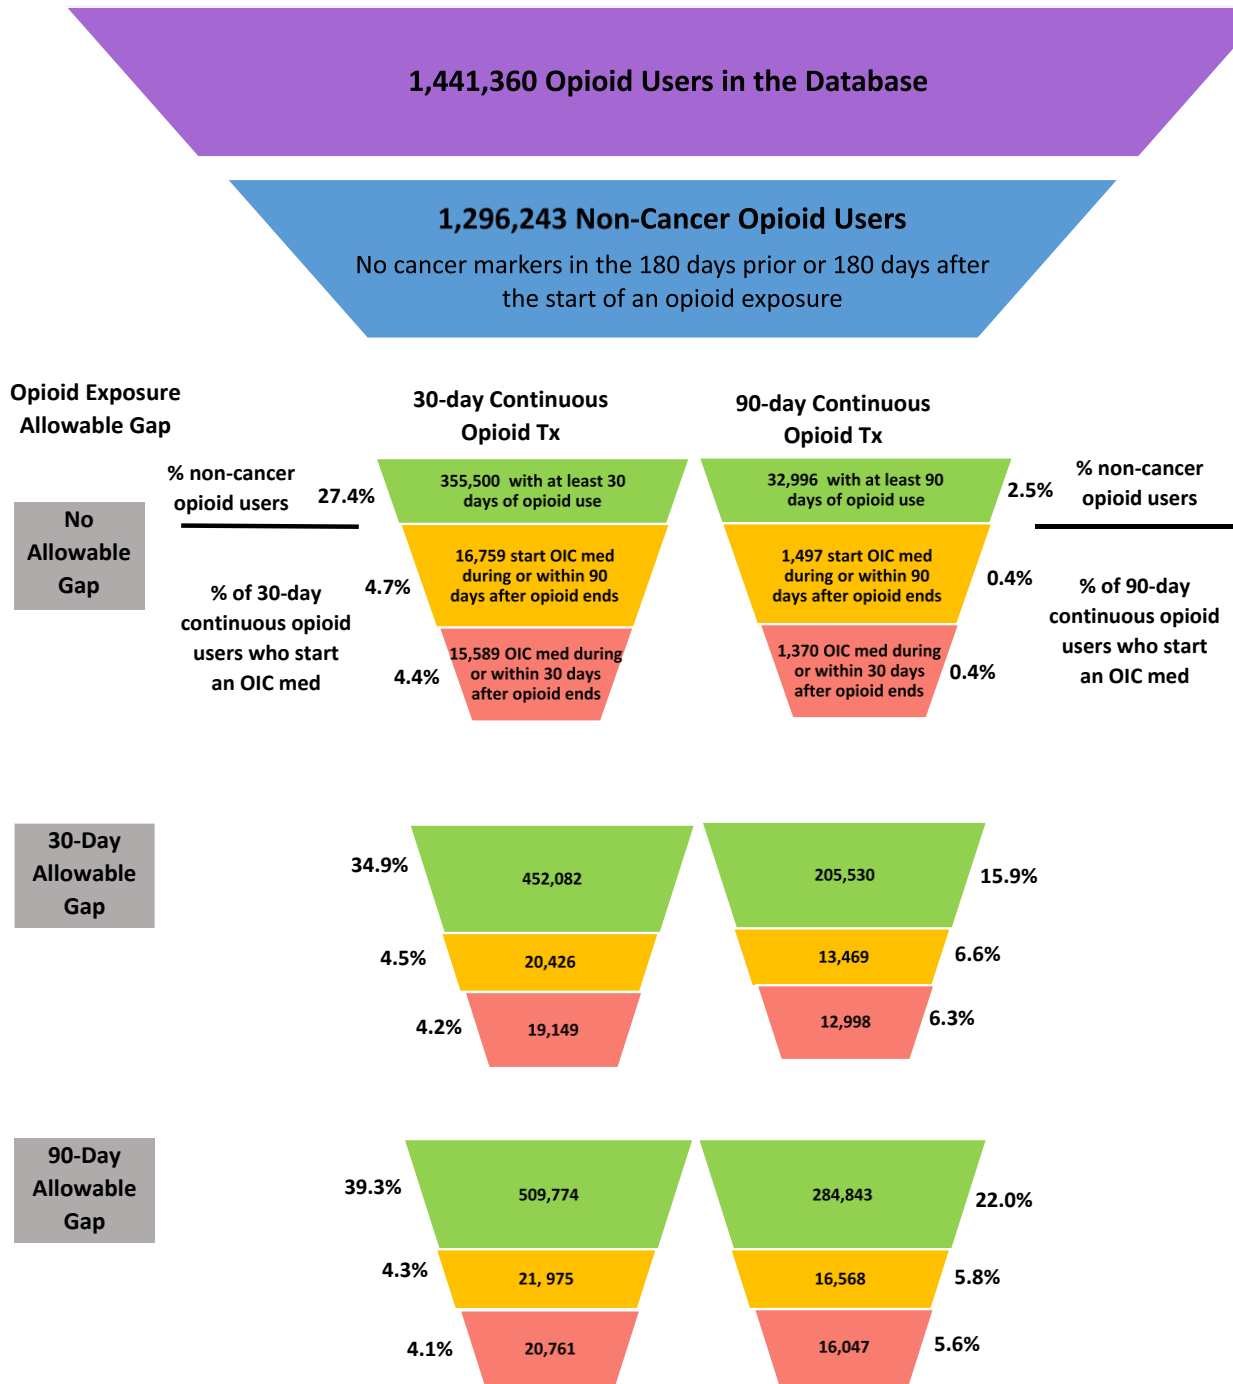 1,441,360 Opioid Users in the Database
1,296,243 Non-Cancer Opioid Users
No cancer markers in the 180 days prior or 180 days after
the start of an opioid exposure
Opioid Exposure
Allowable Gap
30-day Continuous
Opioid Tx
90-day Continuous
Opioid Tx
No
Allowable
Gap
% non-cancer
opioid users
27.4%
355,500 with at least 30
days of opioid use
32,996 with at least 90
days of opioid use
2.5%
% non-cancer
opioid users
% of 30-day
continuous opioid
users who start
an OIC med
4.7%
16,759 start OIC med
during or within 90
days after opioid ends
1,497 start OIC med
during or within 90
days after opioid ends
0.4%
% of 90-day
continuous opioid
users who start
an OIC med
4.4%
15,589 OIC med during
or within 30 days
after opioid ends
1,370 OIC med during
or within 30 days
after opioid ends
0.4%
30-Day
Allowable
Gap
34.9%
452,082
205,530
15.9%
4.5%
20,426
13,469
6.6%
4.2%
19,149
12,998
6.3%
90-Day
Allowable
Gap
39.3%
509,774
284,843
22.0%
4.3%
21, 975
16,568
5.8%
4.1%
20,761
16,047
5.6%